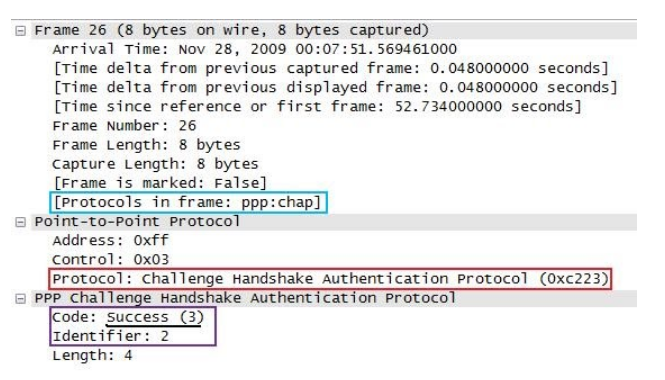 Frame 26 (8 bytes on wire, 8 bytes captured)
Arrival Time: Nov 28, 2009 00:07:51.569461000
[Time delta from previous captured frame: 0.048000000 seconds]
[Time delta from previous displayed frame: 0.048000000 seconds]
[Time since reference or first frame: 52.734000000 seconds]
Frame Number: 26
Frame Length: 8 bytes
Capture Length: 8 bytes
[Frame is marked: False]
[Protocols in frame: ppp:chap]
Point-to-Point Protocol
Address: 0xff
Control: 0x03
Protocol: Challenge Handshake Authentication Protocol (0xc223)
PPP Challenge Handshake Authentication Protocol
Code: Success (3)
Identifier: 2
Length: 4